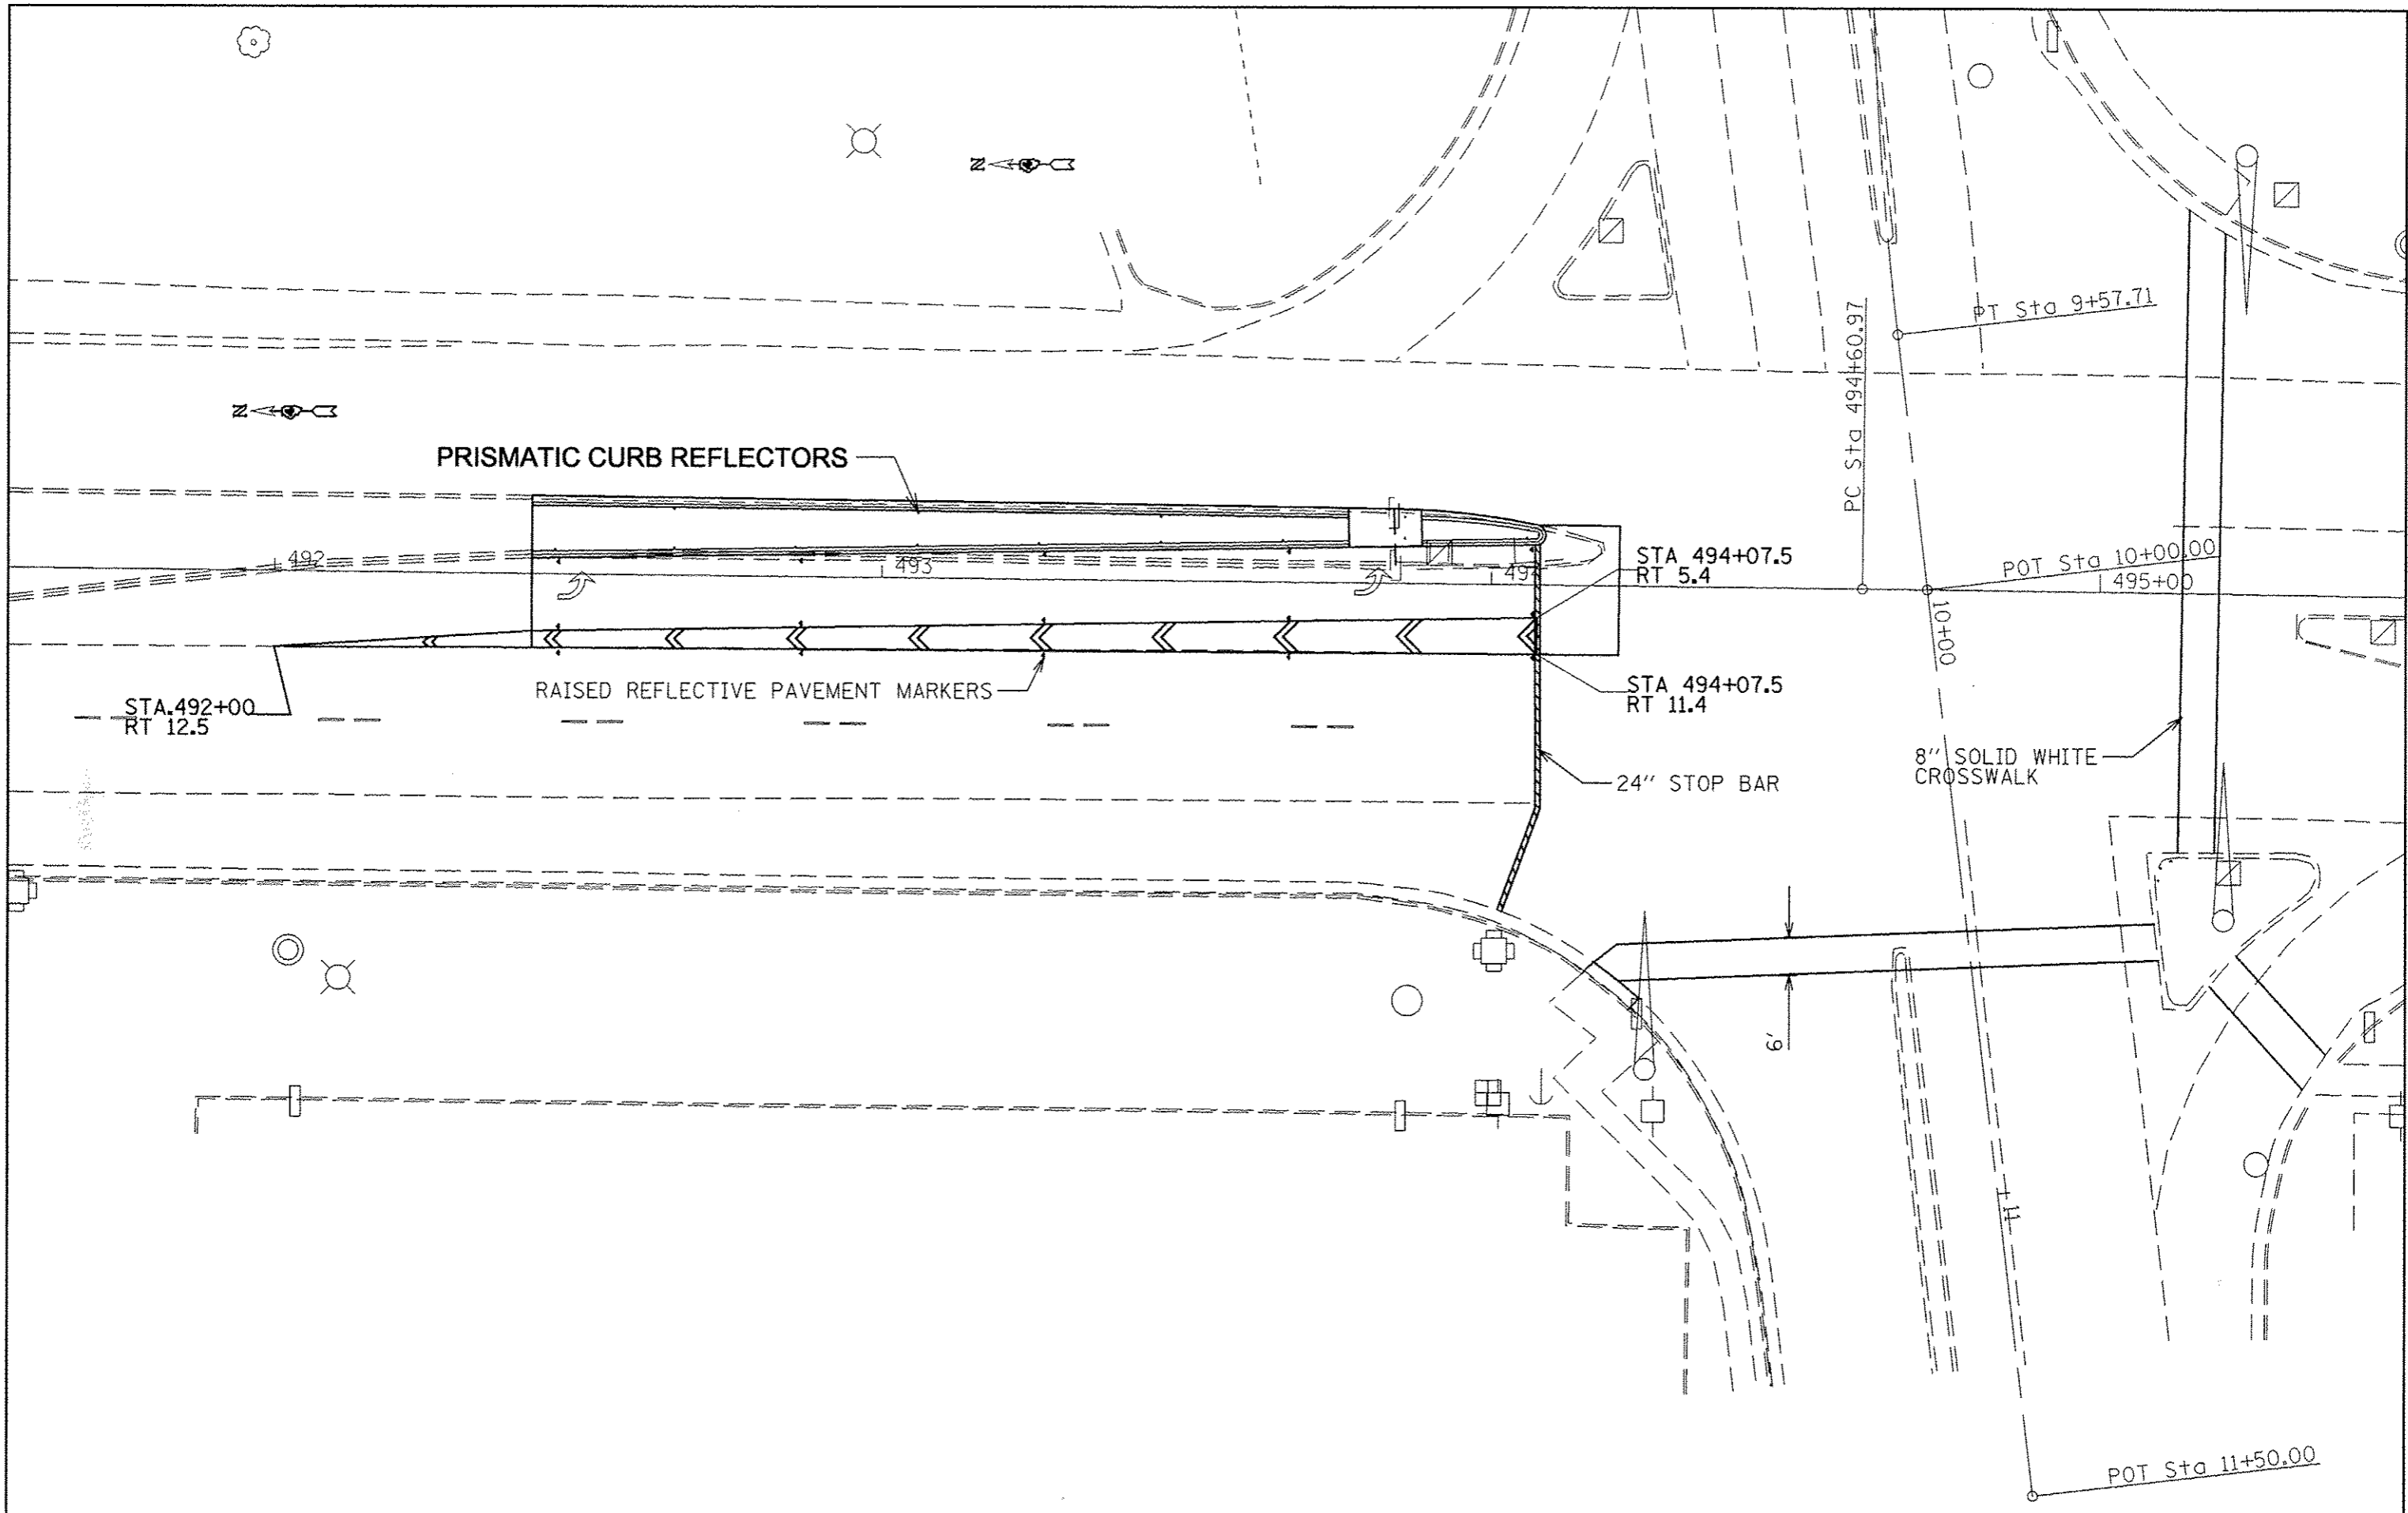 N
PT Sta 9+57.71
PC Sta 494+60.97
N
PRISMATIC CURB REFLECTORS
492
493
494
STA 494+07.5
RT 5.4
POT Sta 10+00.00
495+00
10+00
STA 494+07.5
RT 11.4
RAISED REFLECTIVE PAVEMENT MARKERS
STA.492+00
RT 12.5
24" STOP BAR
8" SOLID WHITE
CROSSWALK
6'
11
POT Sta 11+50.00